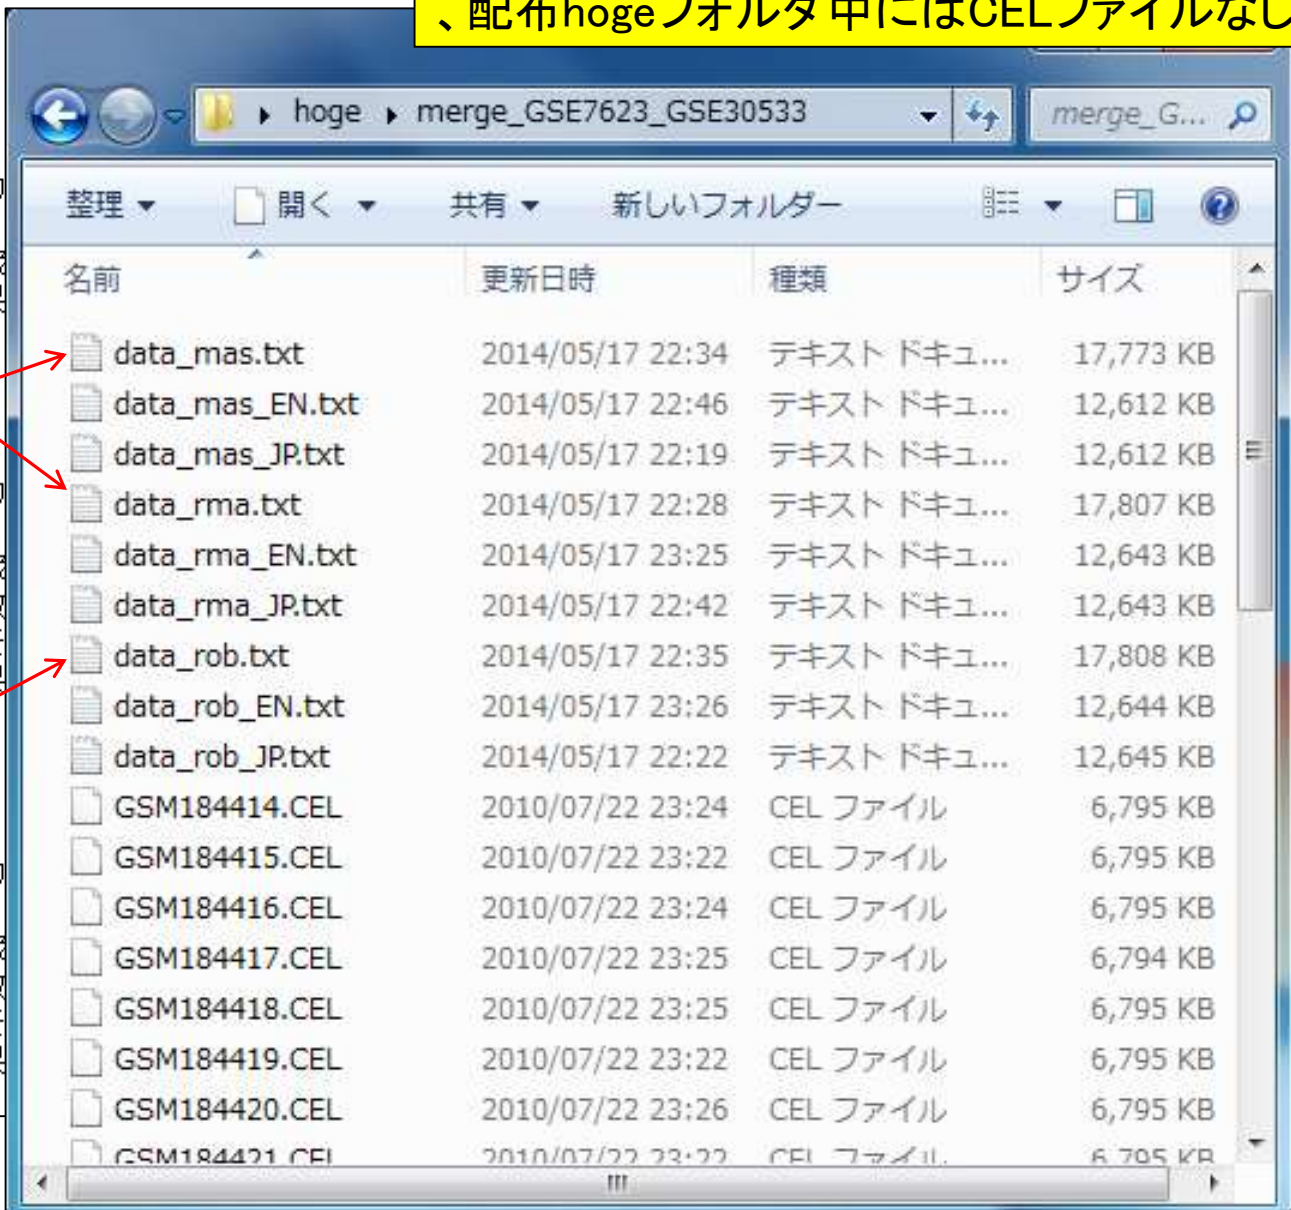 、配布hogeフォルダ中にはCELファイルなし
hoge merge_GSE7623_GSE30533 merge_G...
整理 開く 共有 新しいフォルダー
名前 更新日時 種類 サイズ
data_mas.txt 2014/05/17 22:34 テキスト ドキュ... 17,773 KB
data_mas_EN.txt 2014/05/17 22:46 テキスト ドキュ... 12,612 KB
data_mas_JP.txt 2014/05/17 22:19 テキスト ドキュ... 12,612 KB
data_rma.txt 2014/05/17 22:28 テキスト ドキュ... 17,807 KB
data_rma_EN.txt 2014/05/17 23:25 テキスト ドキュ... 12,643 KB
data_rma_JP.txt 2014/05/17 22:42 テキスト ドキュ... 12,643 KB
data_rob.txt 2014/05/17 22:35 テキスト ドキュ... 17,808 KB
data_rob_EN.txt 2014/05/17 23:26 テキスト ドキュ... 12,644 KB
data_rob_JP.txt 2014/05/17 22:22 テキスト ドキュ... 12,645 KB
GSM184414.CEL 2010/07/22 23:24 CEL ファイル 6,795 KB
GSM184415.CEL 2010/07/22 23:22 CEL ファイル 6,795 KB
GSM184416.CEL 2010/07/22 23:24 CEL ファイル 6,795 KB
GSM184417.CEL 2010/07/22 23:25 CEL ファイル 6,794 KB
GSM184418.CEL 2010/07/22 23:25 CEL ファイル 6,795 KB
GSM184419.CEL 2010/07/22 23:22 CEL ファイル 6,795 KB
GSM184420.CEL 2010/07/22 23:26 CEL ファイル 6,795 KB
GSM184421.CEL 2010/07/22 23:22 CEL ファイル 6,795 KB